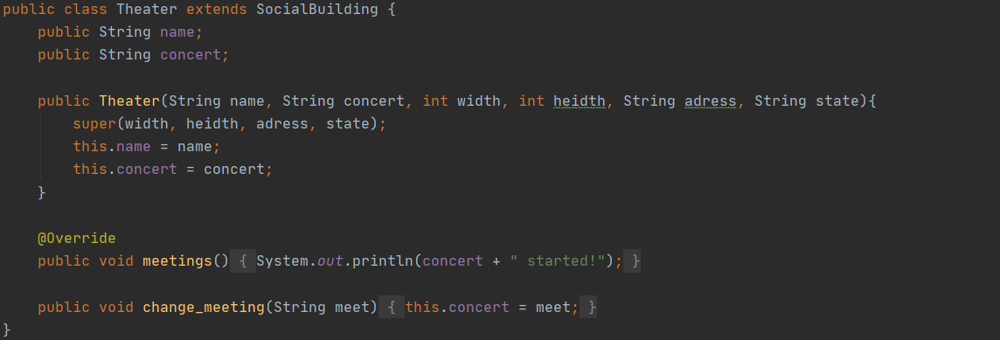 public class Theater extends SocialBuilding {
public String name;
public String concert;
public Theater(String name, String concert, int width, int heidth, String adress, String state){
super(width, heidth, adress, state);
this.name = name;
this.concert = concert;
}
@Override
public void meetings() { System.out.println(concert + " started!"); }
public void change_meeting(String meet) { this.concert = meet; }
}